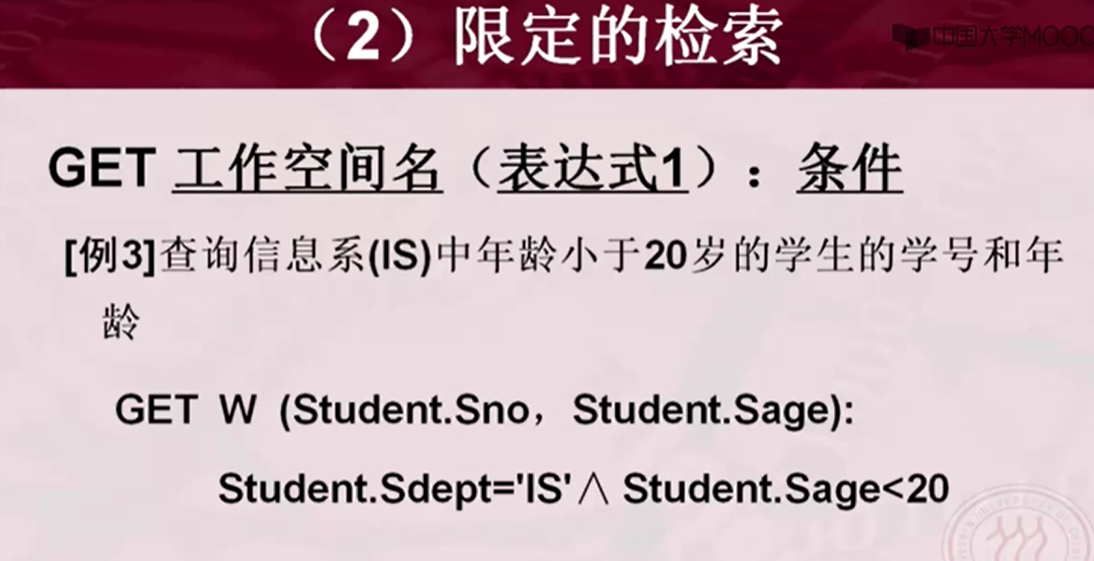 （2）限定的检索
中国大学MOOC
GET 工作空间名（表达式1）：条件
[例3]查询信息系(IS)中年龄小于20岁的学生的学号和年
龄
GET W (Student.Sno，Student.Sage):
Student.Sdept='IS'∧ Student.Sage<20